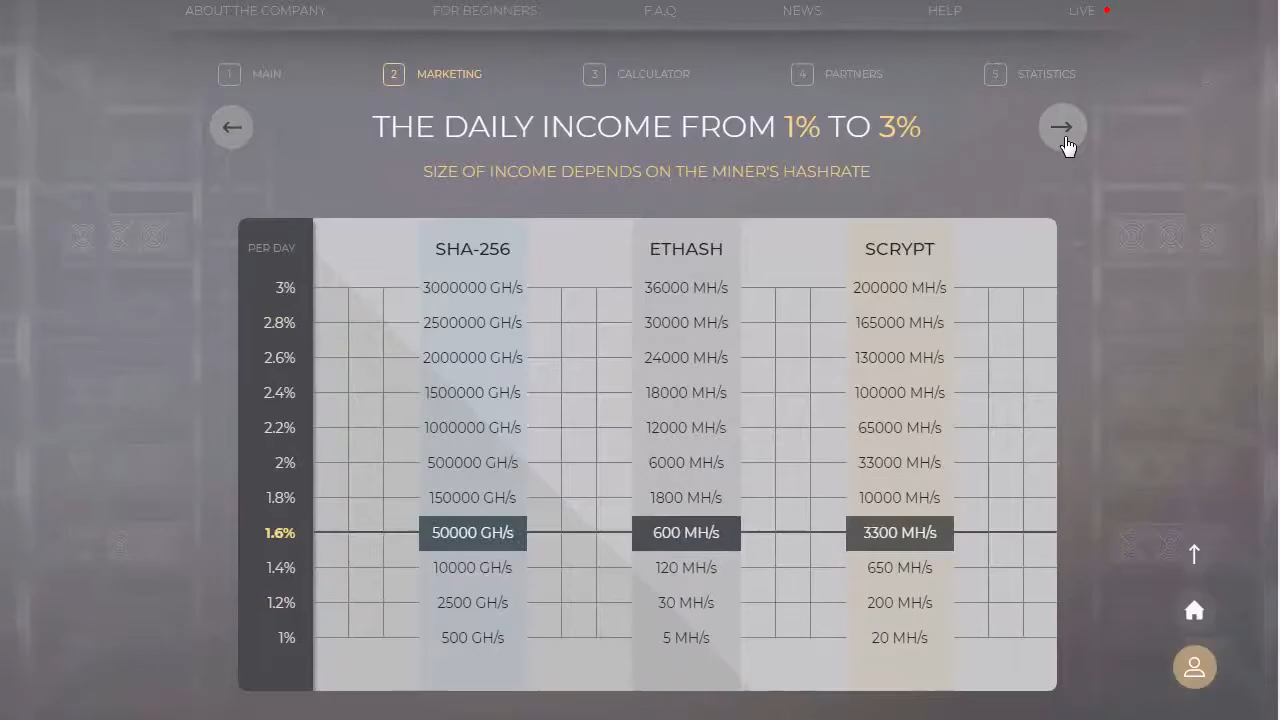 ABOUT THE COMPANY FOR BEGINNERS F.A.Q NEWS HELP LIVE
1 MAIN 2 MARKETING 3 CALCULATOR 4 PARTNERS 5 STATISTICS
THE DAILY INCOME FROM 1% TO 3%
SIZE OF INCOME DEPENDS ON THE MINER'S HASHRATE
PER DAY SHA-256 ETHASH SCRYPT
3% 3000000 GH/s 36000 MH/s 200000 MH/s
2.8% 2500000 GH/s 30000 MH/s 165000 MH/s
2.6% 2000000 GH/s 24000 MH/s 130000 MH/s
2.4% 1500000 GH/s 18000 MH/s 100000 MH/s
2.2% 1000000 GH/s 12000 MH/s 65000 MH/s
2% 500000 GH/s 6000 MH/s 33000 MH/s
1.8% 150000 GH/s 1800 MH/s 10000 MH/s
1.6% 50000 GH/s 600 MH/s 3300 MH/s
1.4% 10000 GH/s 120 MH/s 650 MH/s
1.2% 2500 GH/s 30 MH/s 200 MH/s
1% 500 GH/s 5 MH/s 20 MH/s